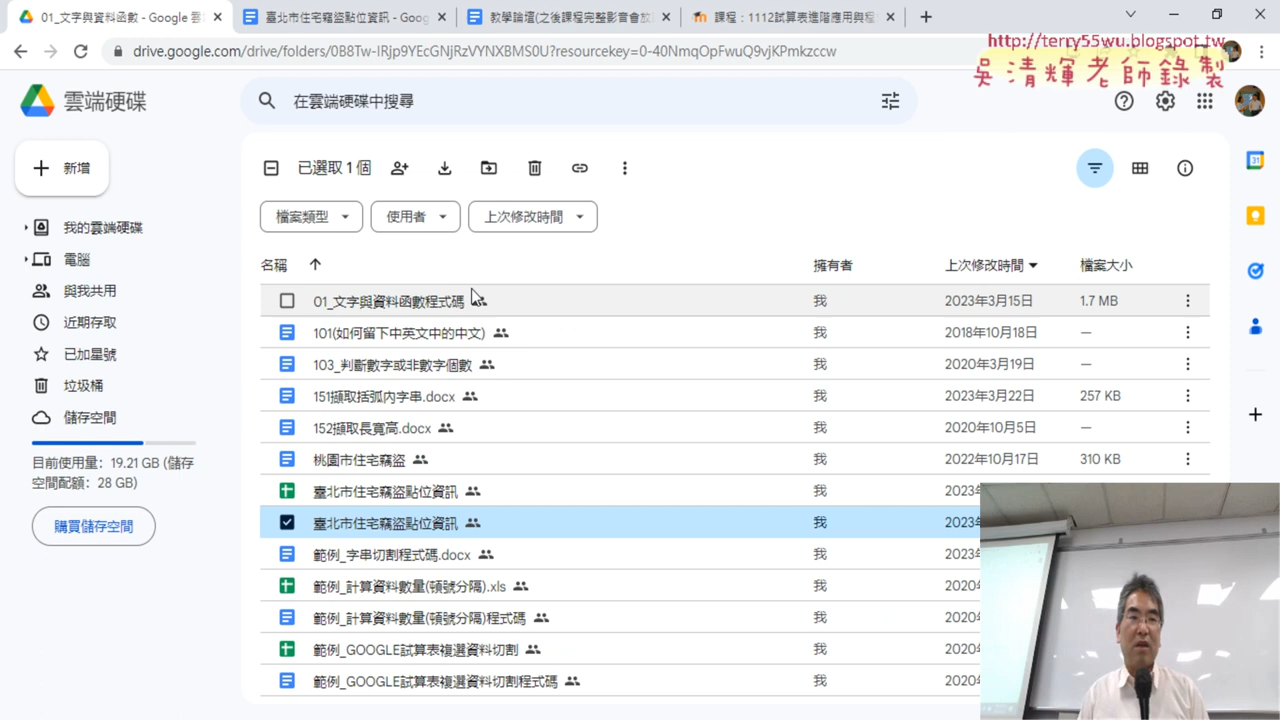 01_文字與資料函數 - Google 雲
臺北市住宅竊盜點位資訊 - Goog
教學論壇(之後課程完整影音會放
課程：1112試算表進階應用與程
drive.google.com/drive/folders/0B8Tw-IRjp9YEcGNjRzVYNXBMS0U?resourcekey=0-40NmqOpFwuQ9vjKPmkzzcw
http://terry55wu.blogspot.tw
吳清輝老師錄製
雲端硬碟
在雲端硬碟中搜尋
新增
已選取 1 個
檔案類型
使用者
上次修改時間
我的雲端硬碟
電腦
與我共用
近期存取
已加星號
垃圾桶
儲存空間
目前使用量：19.21 GB (儲存
空間配額：28 GB)
購買儲存空間
名稱 擁有者 上次修改時間 檔案大小
01_文字與資料函數程式碼 我 2023年3月15日 1.7 MB
101(如何留下中英文中的中文) 我 2018年10月18日 —
103_判斷數字或非數字個數 我 2020年3月19日 —
151擷取括弧內字串.docx 我 2023年3月22日 257 KB
152擷取長寬高.docx 我 2020年10月5日 —
桃園市住宅竊盜 我 2022年10月17日 310 KB
臺北市住宅竊盜點位資訊 我 2023
臺北市住宅竊盜點位資訊 我 2023
範例_字串切割程式碼.docx 我 2023
範例_計算資料數量(頓號分隔).xls 我 2020
範例_計算資料數量(頓號分隔)程式碼 我 2020
範例_GOOGLE試算表複選資料切割 我 2020
範例_GOOGLE試算表複選資料切割程式碼 我 2020
31